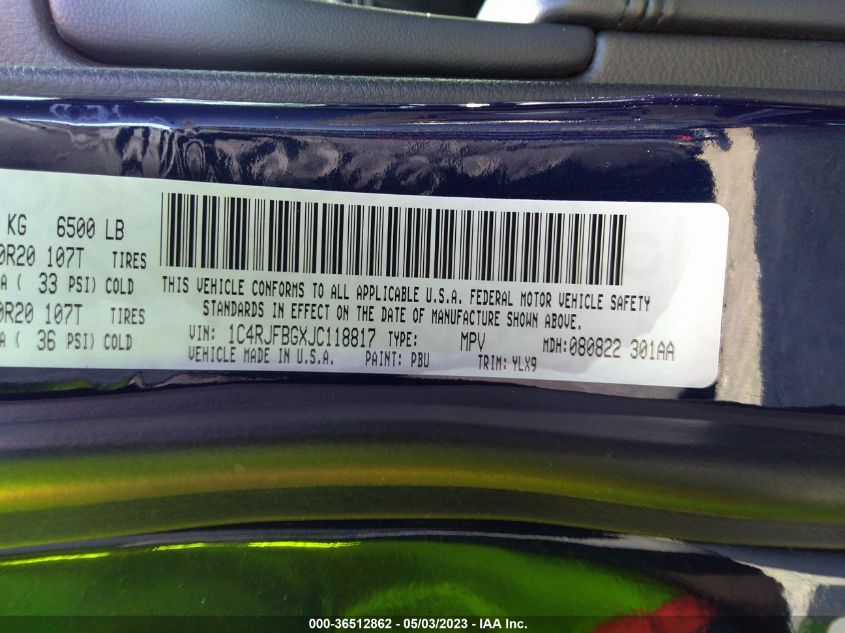 KG 6500 LB
0R20 107T TIRES
( 33 PSI) COLD
0R20 107T TIRES
( 36 PSI) COLD
THIS VEHICLE CONFORMS TO ALL APPLICABLE U.S.A. FEDERAL MOTOR VEHICLE SAFETY
STANDARDS IN EFFECT ON THE DATE OF MANUFACTURE SHOWN ABOVE.
VIN: 1C4RJFBGXJC118817 TYPE: MPV MDH:080822 301AA
VEHICLE MADE IN U.S.A. PAINT: PBU TRIM: YLX9
000-36512862 - 05/03/2023 - IAA Inc.